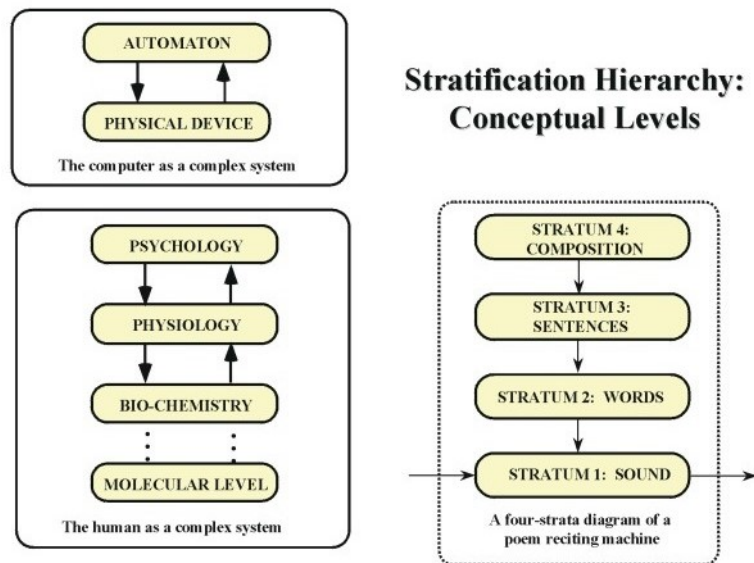 AUTOMATON
PHYSICAL DEVICE
The computer as a complex system
Stratification Hierarchy:
Conceptual Levels
PSYCHOLOGY
PHYSIOLOGY
BIO-CHEMISTRY
MOLECULAR LEVEL
The human as a complex system
STRATUM 4:
COMPOSITION
STRATUM 3:
SENTENCES
STRATUM 2: WORDS
STRATUM 1: SOUND
A four-strata diagram of a
poem reciting machine